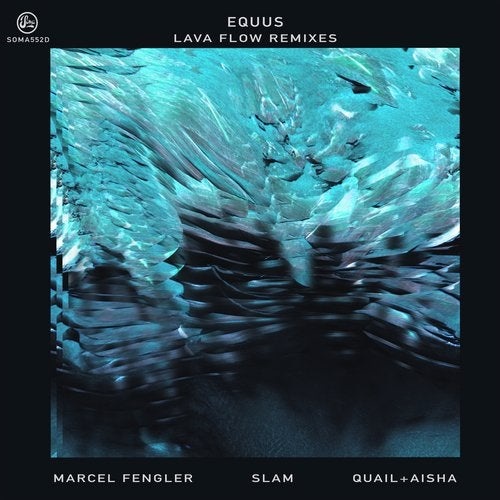 EQUUS
LAVA FLOW REMIXES
SOMA552D
MARCEL FENGLER SLAM QUAIL+AISHA